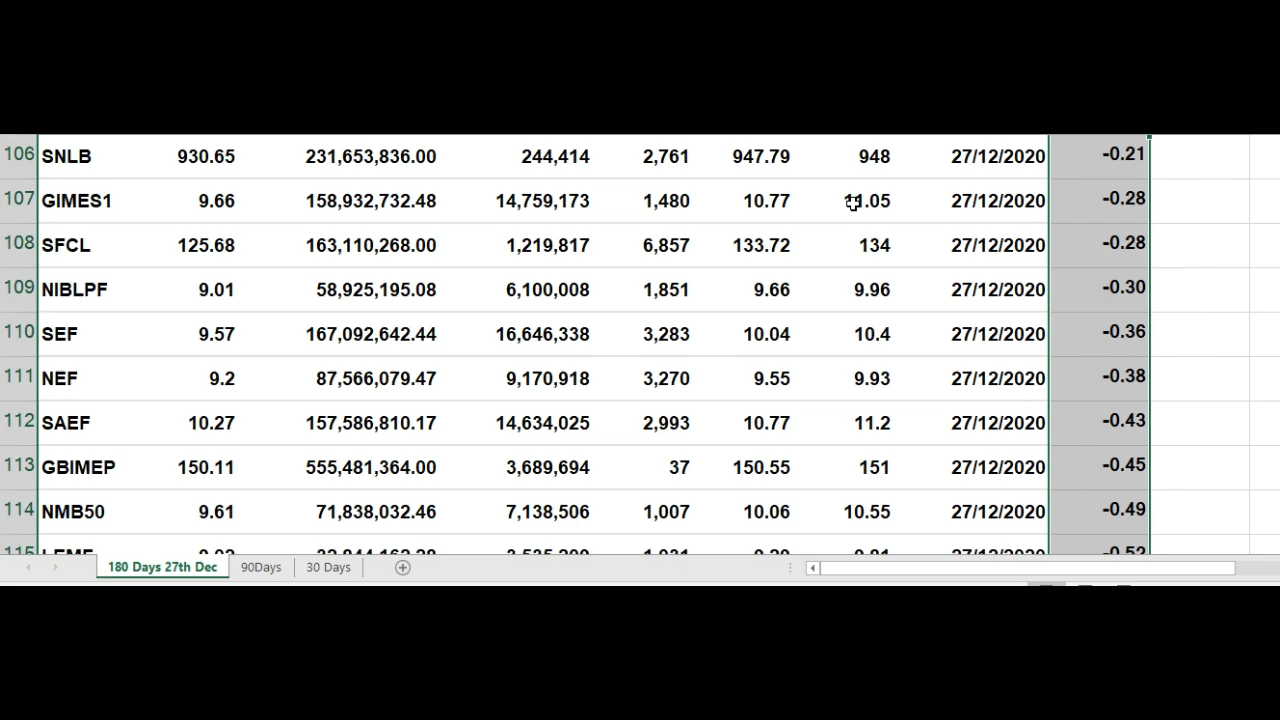 106 SNLB 930.65 231,653,836.00 244,414 2,761 947.79 948 27/12/2020 -0.21
107 GIMES1 9.66 158,932,732.48 14,759,173 1,480 10.77 11.05 27/12/2020 -0.28
108 SFCL 125.68 163,110,268.00 1,219,817 6,857 133.72 134 27/12/2020 -0.28
109 NIBLPF 9.01 58,925,195.08 6,100,008 1,851 9.66 9.96 27/12/2020 -0.30
110 SEF 9.57 167,092,642.44 16,646,338 3,283 10.04 10.4 27/12/2020 -0.36
111 NEF 9.2 87,566,079.47 9,170,918 3,270 9.55 9.93 27/12/2020 -0.38
112 SAEF 10.27 157,586,810.17 14,634,025 2,993 10.77 11.2 27/12/2020 -0.43
113 GBIMEP 150.11 555,481,364.00 3,689,694 37 150.55 151 27/12/2020 -0.45
114 NMB50 9.61 71,838,032.46 7,138,506 1,007 10.06 10.55 27/12/2020 -0.49
115 27/12/2020 -0.52
180 Days 27th Dec 90Days 30 Days